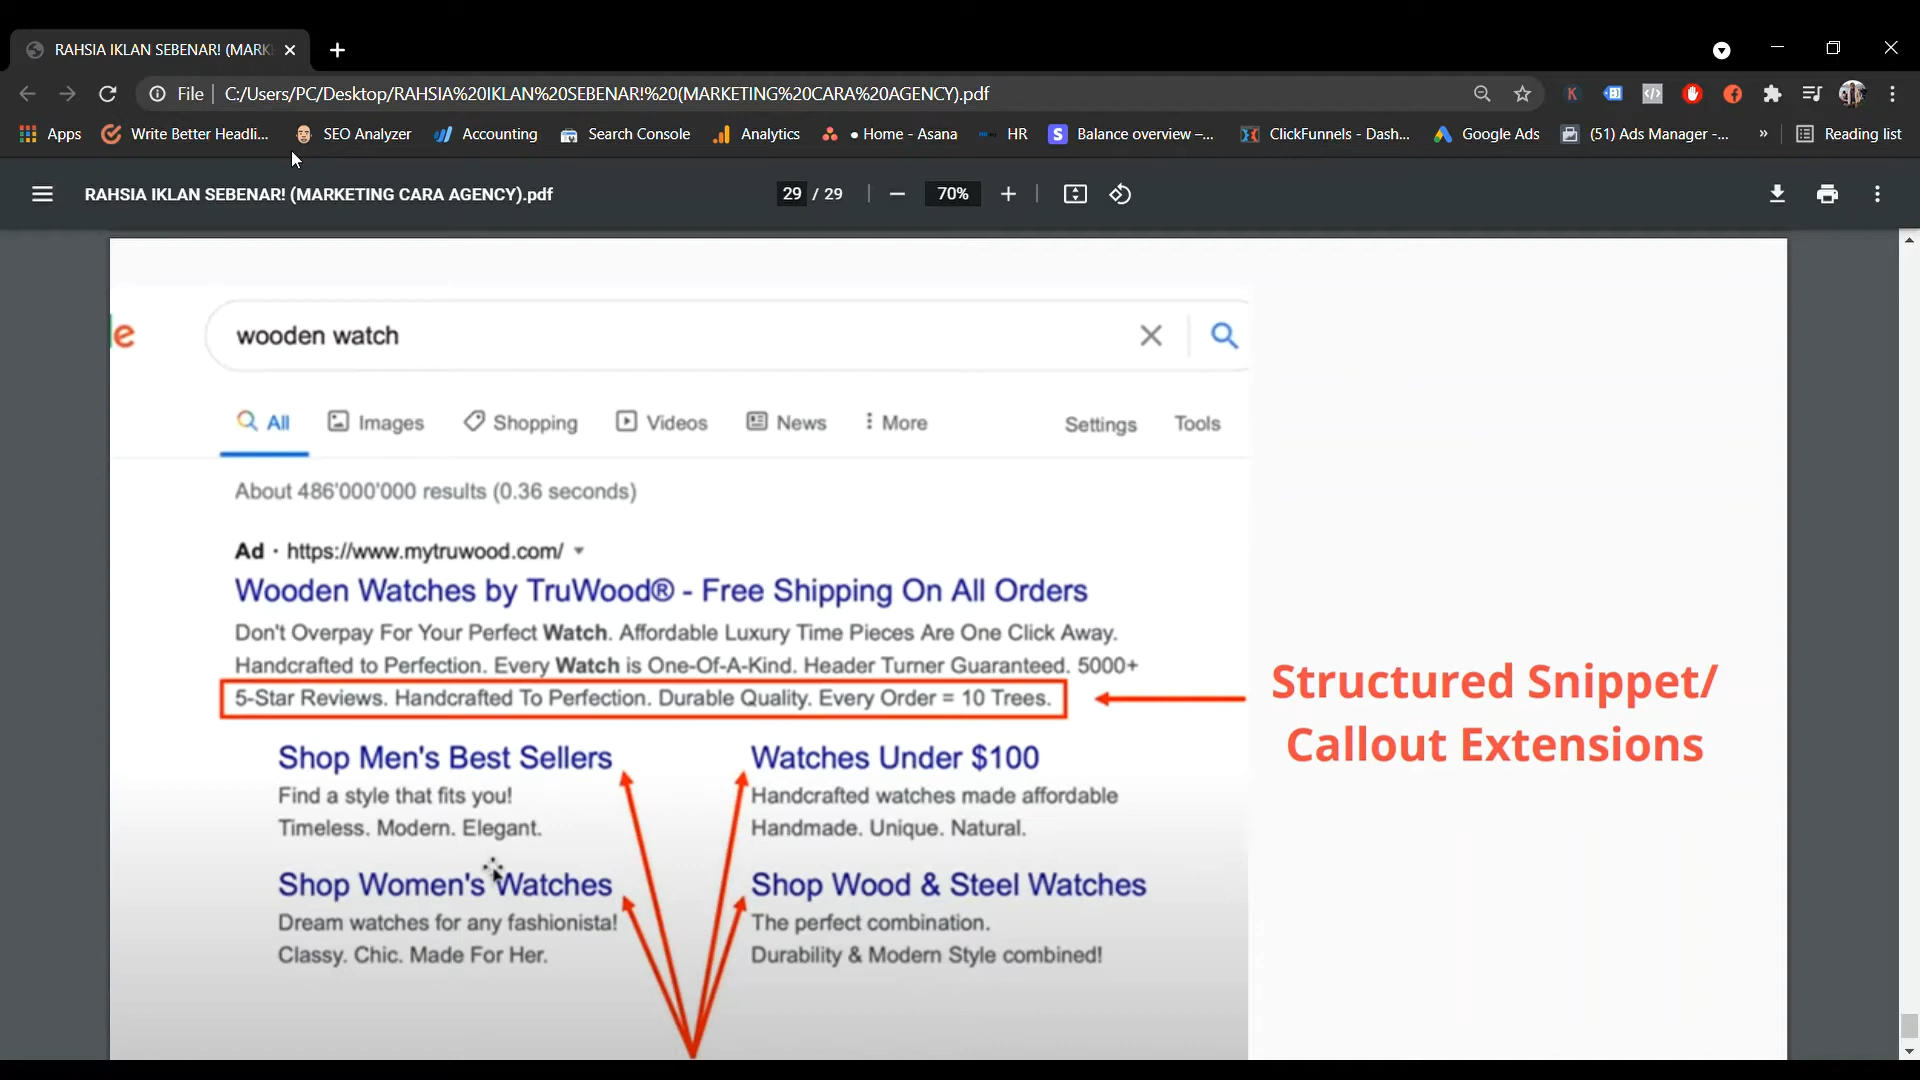 RAHSIA IKLAN SEBENAR! (MARK
File
C:/Users/PC/Desktop/RAHSIA%20IKLAN%20SEBENAR!%20(MARKETING%20CARA%20AGENCY).pdf
Apps
Write Better Headli...
SEO Analyzer
Accounting
Search Console
Analytics
• Home - Asana
HR
Balance overview –...
ClickFunnels - Dash...
Google Ads
(51) Ads Manager -...
»
Reading list
RAHSIA IKLAN SEBENAR! (MARKETING CARA AGENCY).pdf
29 / 29
70%
e
wooden watch
All
Images
Shopping
Videos
News
More
Settings
Tools
About 486'000'000 results (0.36 seconds)
Ad · https://www.mytruwood.com/
Wooden Watches by TruWood® - Free Shipping On All Orders
Don't Overpay For Your Perfect Watch. Affordable Luxury Time Pieces Are One Click Away.
Handcrafted to Perfection. Every Watch is One-Of-A-Kind. Header Turner Guaranteed. 5000+
5-Star Reviews. Handcrafted To Perfection. Durable Quality. Every Order = 10 Trees.
Structured Snippet/
Callout Extensions
Shop Men's Best Sellers
Find a style that fits you!
Timeless. Modern. Elegant.
Watches Under $100
Handcrafted watches made affordable
Handmade. Unique. Natural.
Shop Women's Watches
Dream watches for any fashionista!
Classy. Chic. Made For Her.
Shop Wood & Steel Watches
The perfect combination.
Durability & Modern Style combined!